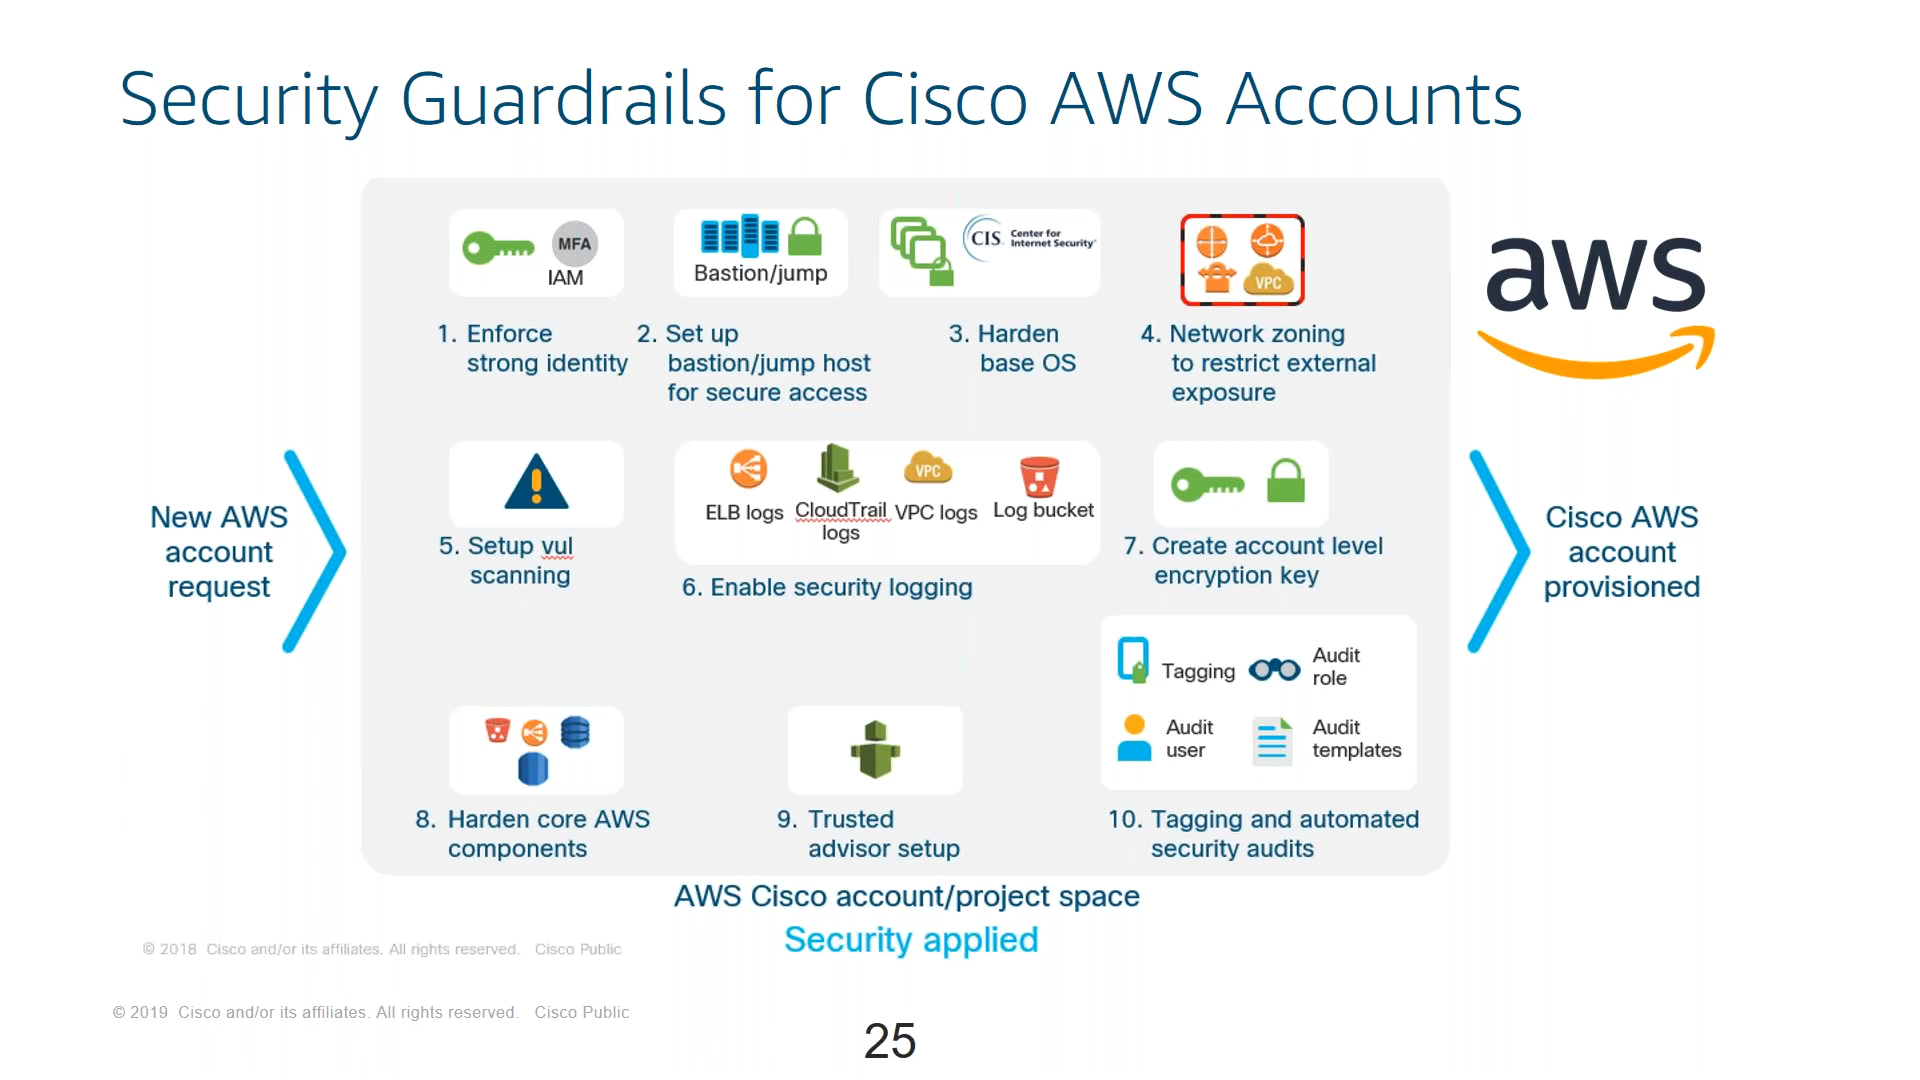 Security Guardrails for Cisco AWS Accounts
MFA
IAM
Bastion/jump
CIS. Center for
Internet Security®
VPC
aws
1. Enforce
strong identity
2. Set up
bastion/jump host
for secure access
3. Harden
base OS
4. Network zoning
to restrict external
exposure
New AWS
account
request
VPC
ELB logs
CloudTrail
logs
VPC logs
Log bucket
5. Setup vul
scanning
6. Enable security logging
7. Create account level
encryption key
Cisco AWS
account
provisioned
Tagging
Audit
role
Audit
user
Audit
templates
8. Harden core AWS
components
9. Trusted
advisor setup
10. Tagging and automated
security audits
AWS Cisco account/project space
Security applied
© 2018 Cisco and/or its affiliates. All rights reserved. Cisco Public
© 2019 Cisco and/or its affiliates. All rights reserved. Cisco Public
25